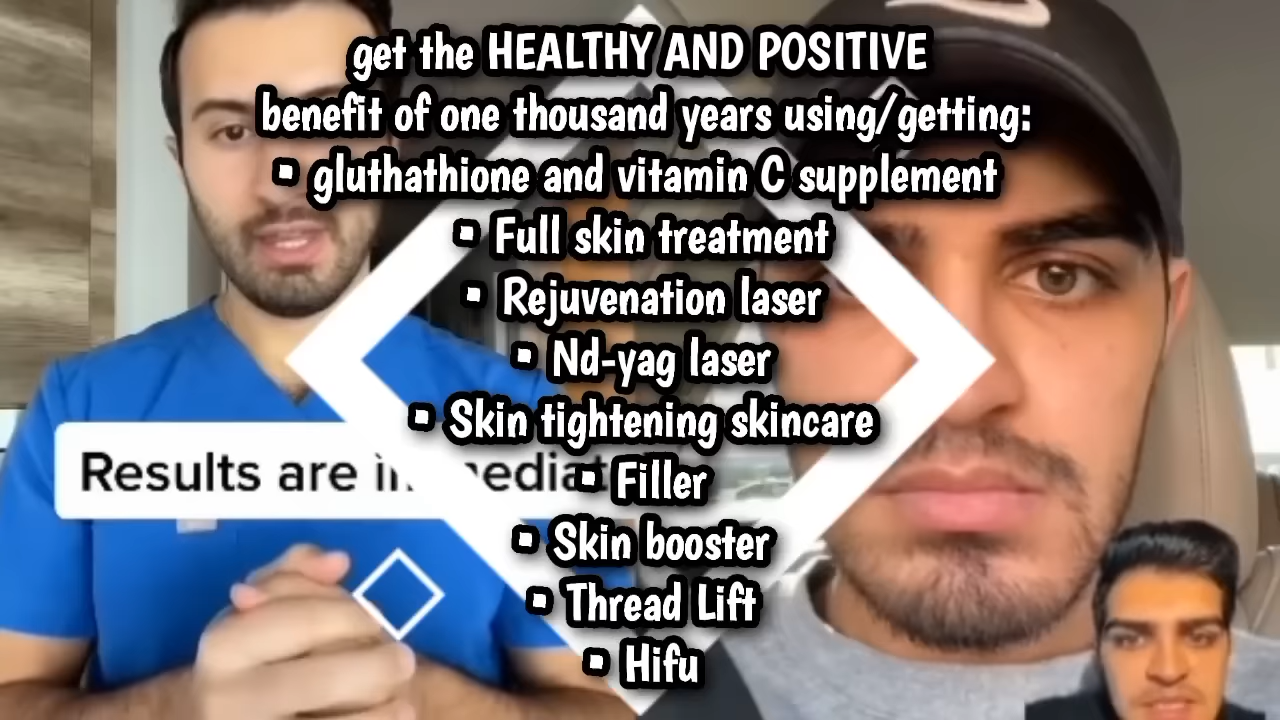 get the HEALTHY AND POSITIVE
benefit of one thousand years using/getting:
▪ gluthathione and vitamin C supplement
▪ Full skin treatment
▪ Rejuvenation laser
▪ Nd-yag laser
▪ Skin tightening skincare
Results are
▪ Filler
▪ Skin booster
▪ Thread Lift
▪ Hifu